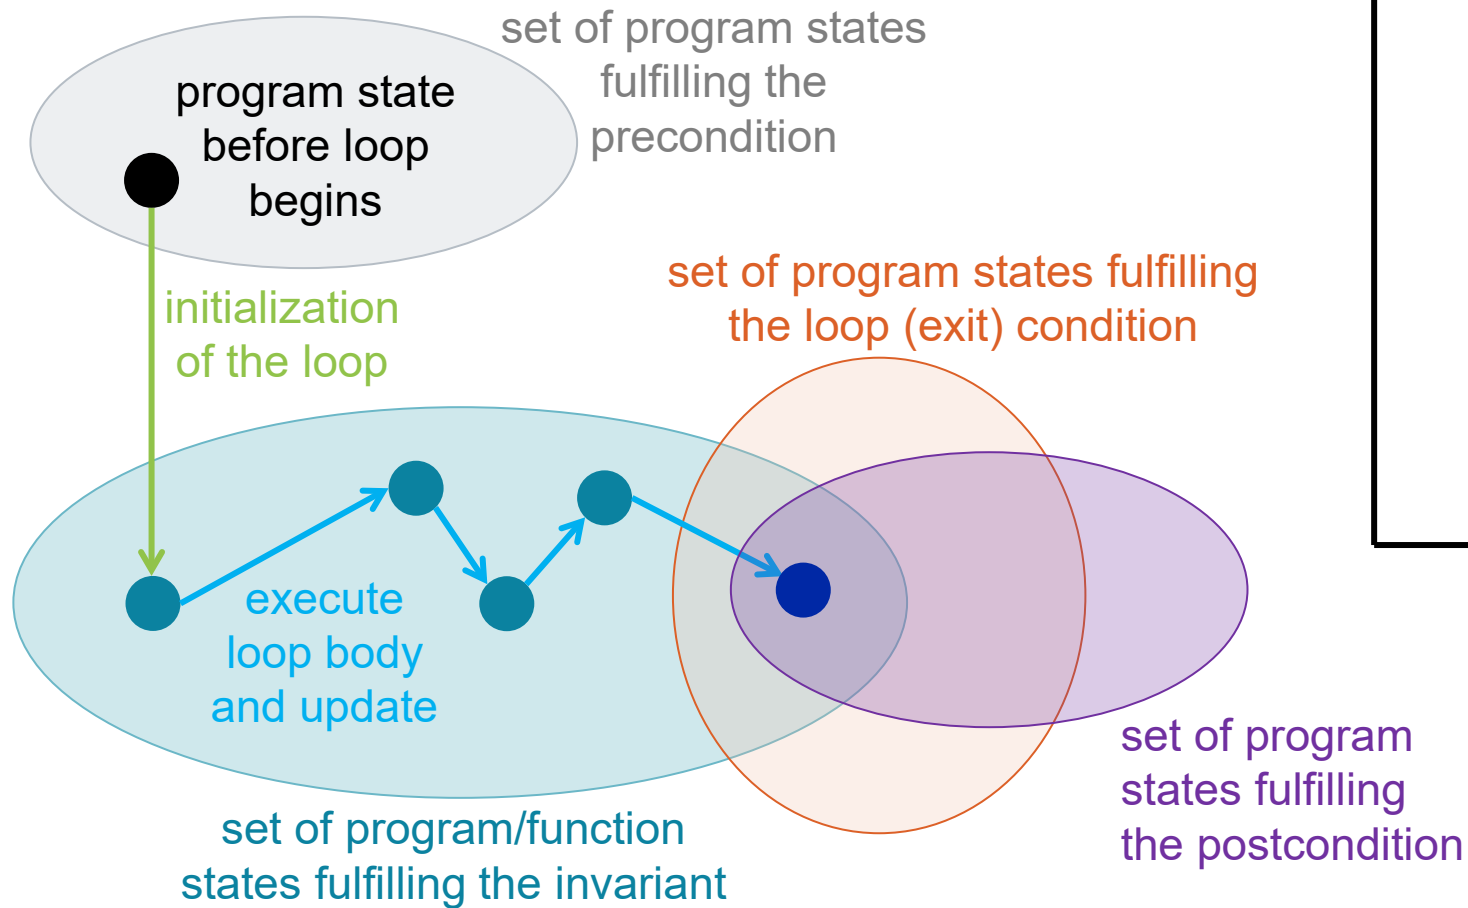 set of program states
fulfilling the
precondition
program state
before loop
begins
initialization
of the loop
set of program states fulfilling
the loop (exit) condition
execute
loop body
and update
set of program
states fulfilling
the postcondition
set of program/function
states fulfilling the invariant